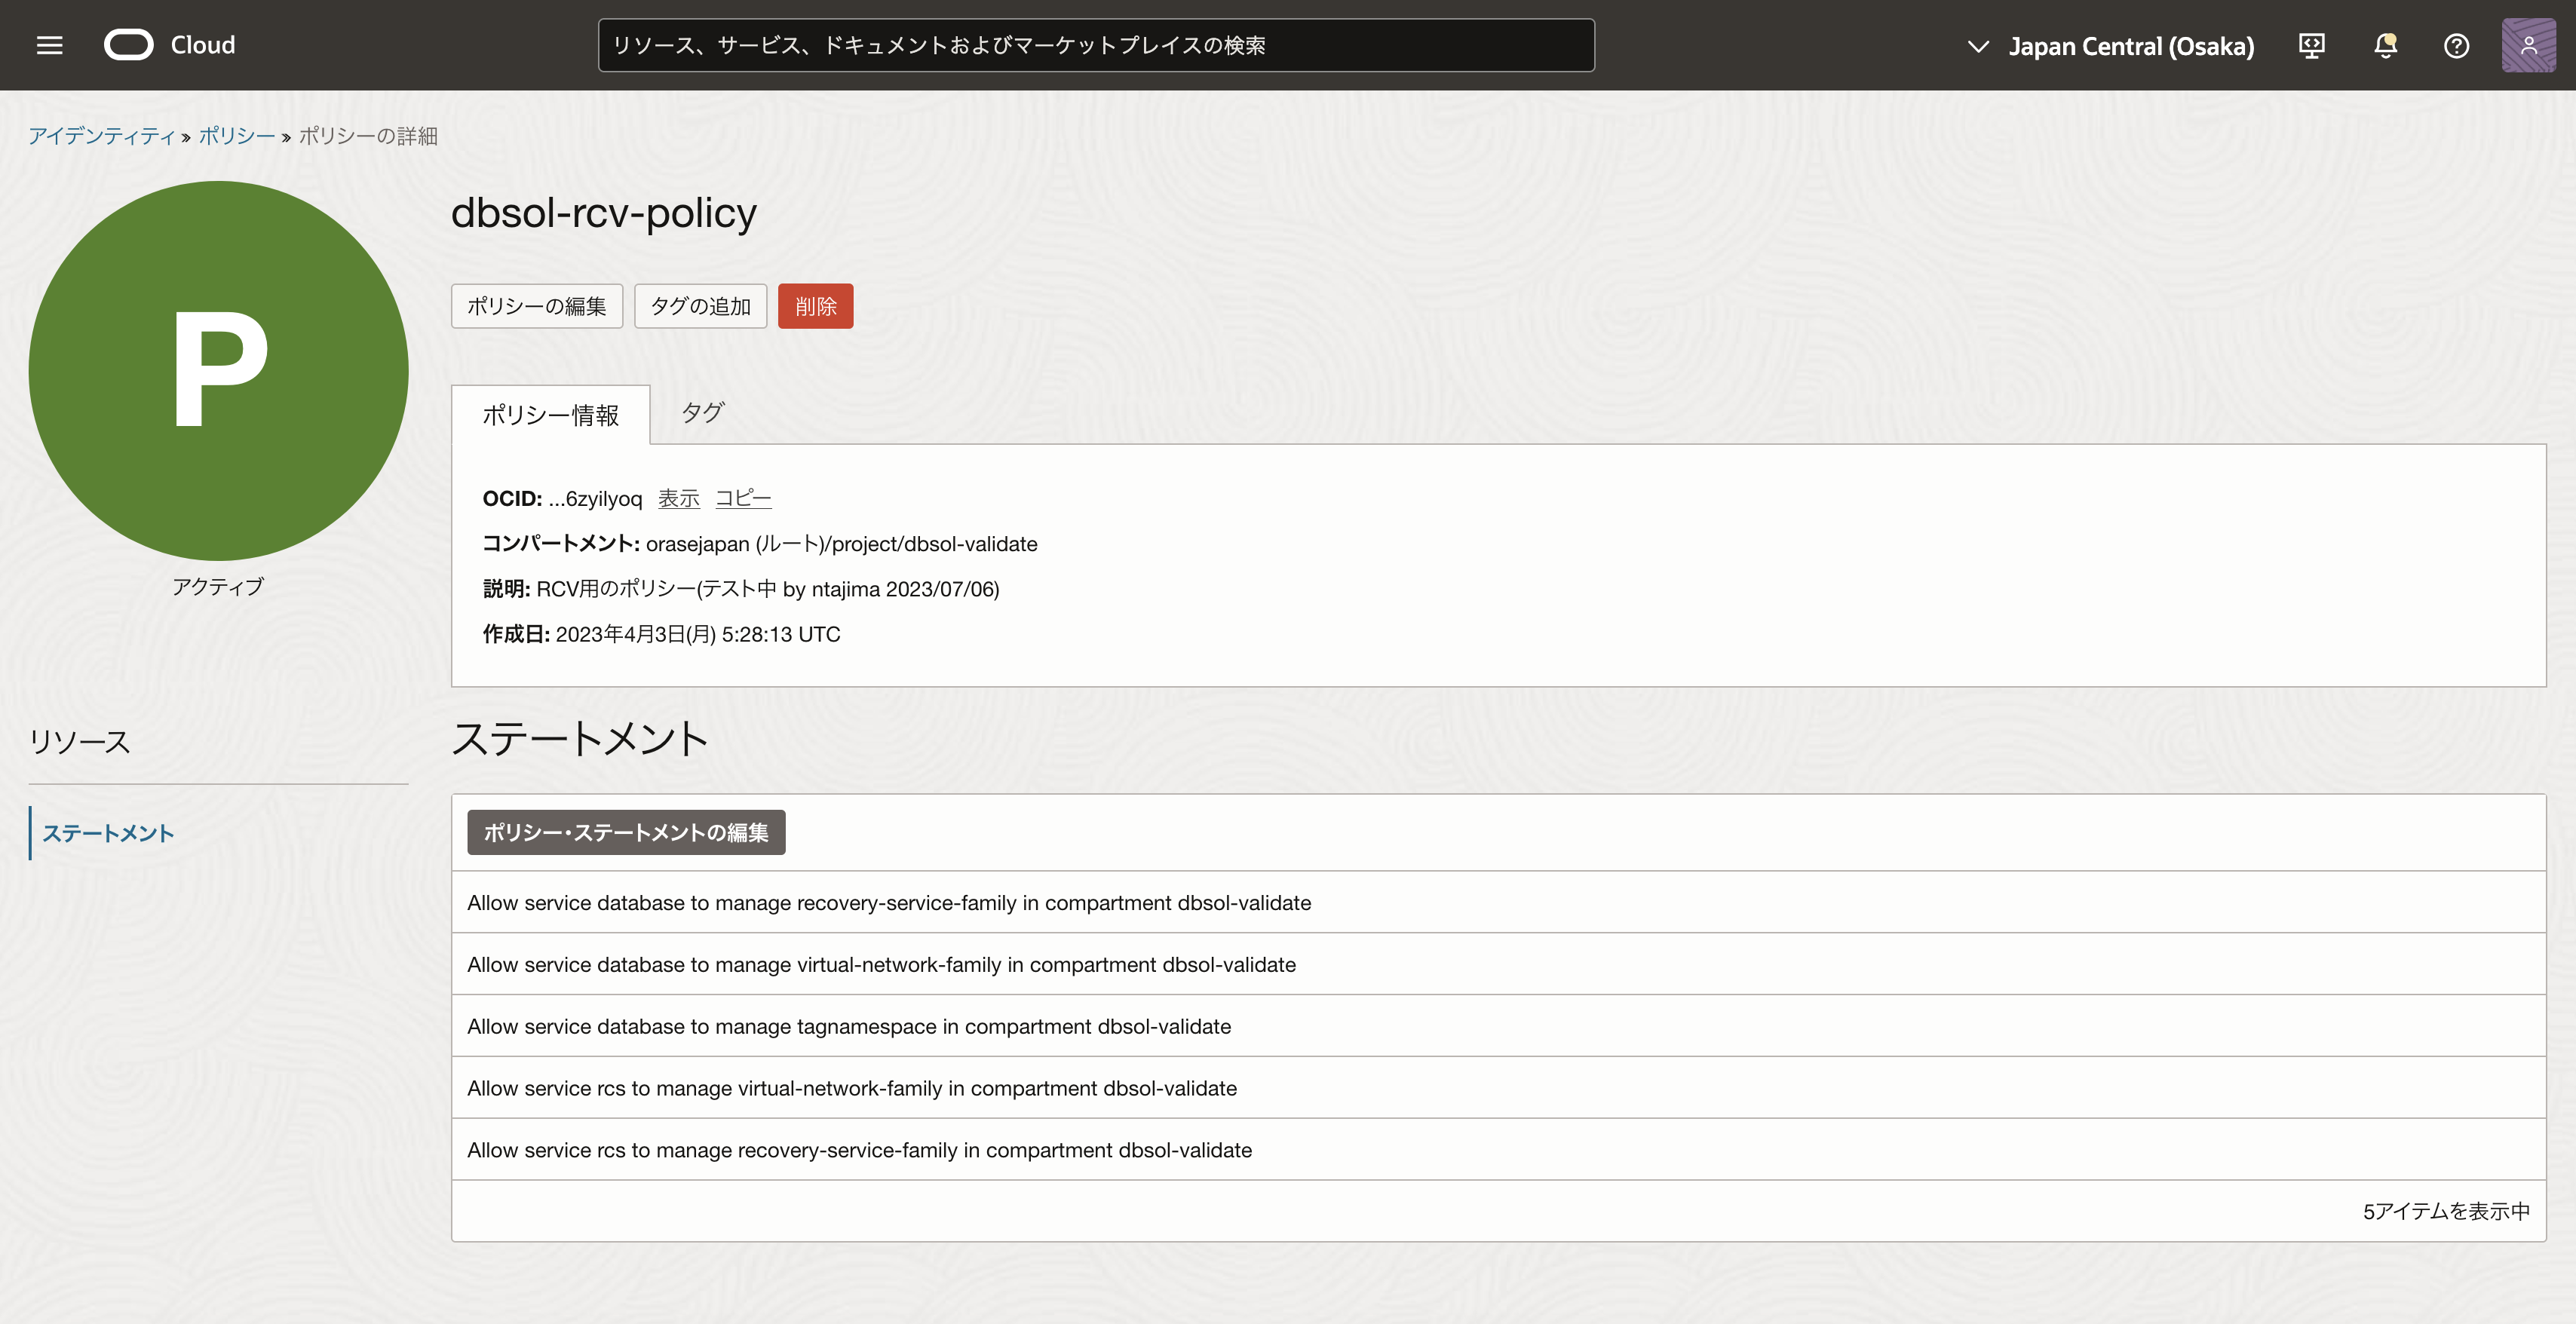 Cloud
リソース、サービス、ドキュメントおよびマーケットプレイスの検索
Japan Central (Osaka)
アイデンティティ » ポリシー » ポリシーの詳細
P
アクティブ
dbsol-rcv-policy
ポリシーの編集 タグの追加 削除
ポリシー情報 タグ
OCID: ...6zyilyoq 表示 コピー
コンパートメント: orasejapan (ルート)/project/dbsol-validate
説明: RCV用のポリシー(テスト中 by ntajima 2023/07/06)
作成日: 2023年4月3日(月) 5:28:13 UTC
リソース
ステートメント
ステートメント
ポリシー・ステートメントの編集
Allow service database to manage recovery-service-family in compartment dbsol-validate
Allow service database to manage virtual-network-family in compartment dbsol-validate
Allow service database to manage tagnamespace in compartment dbsol-validate
Allow service rcs to manage virtual-network-family in compartment dbsol-validate
Allow service rcs to manage recovery-service-family in compartment dbsol-validate
5アイテムを表示中